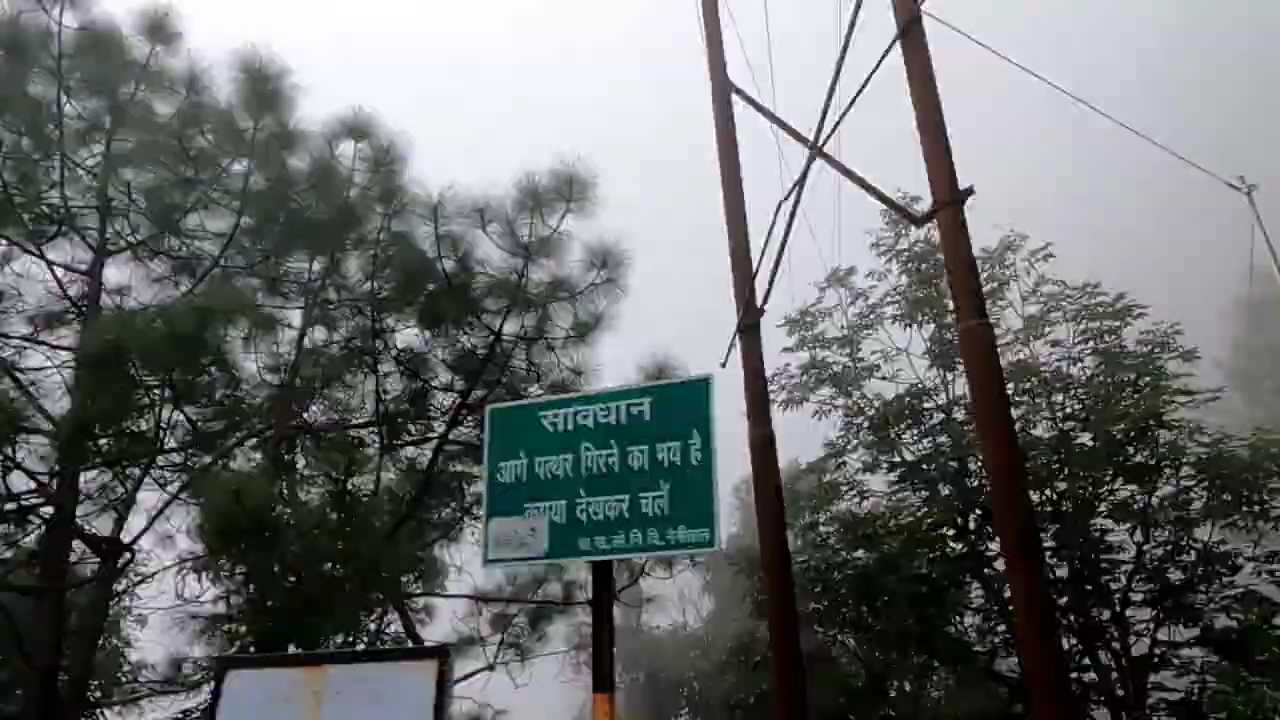 सावधान
आगे पत्थर गिरने का भय है
कृपया देखकर चलें
लो नि वि, नैनीताल